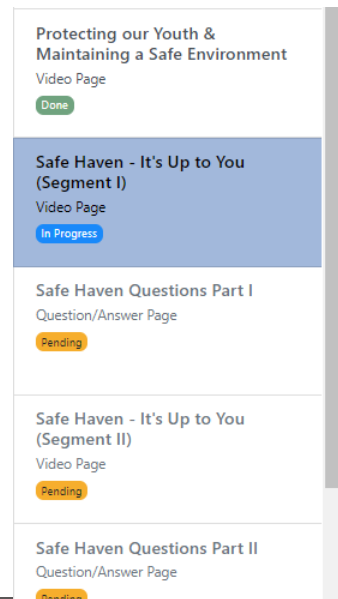 Protecting our Youth &
Maintaining a Safe Environment
Video Page
Done
Safe Haven - It's Up to You
(Segment I)
Video Page
In Progress
Safe Haven Questions Part I
Question/Answer Page
Pending
Safe Haven - It's Up to You
(Segment II)
Video Page
Pending
Safe Haven Questions Part II
Question/Answer Page
Pending